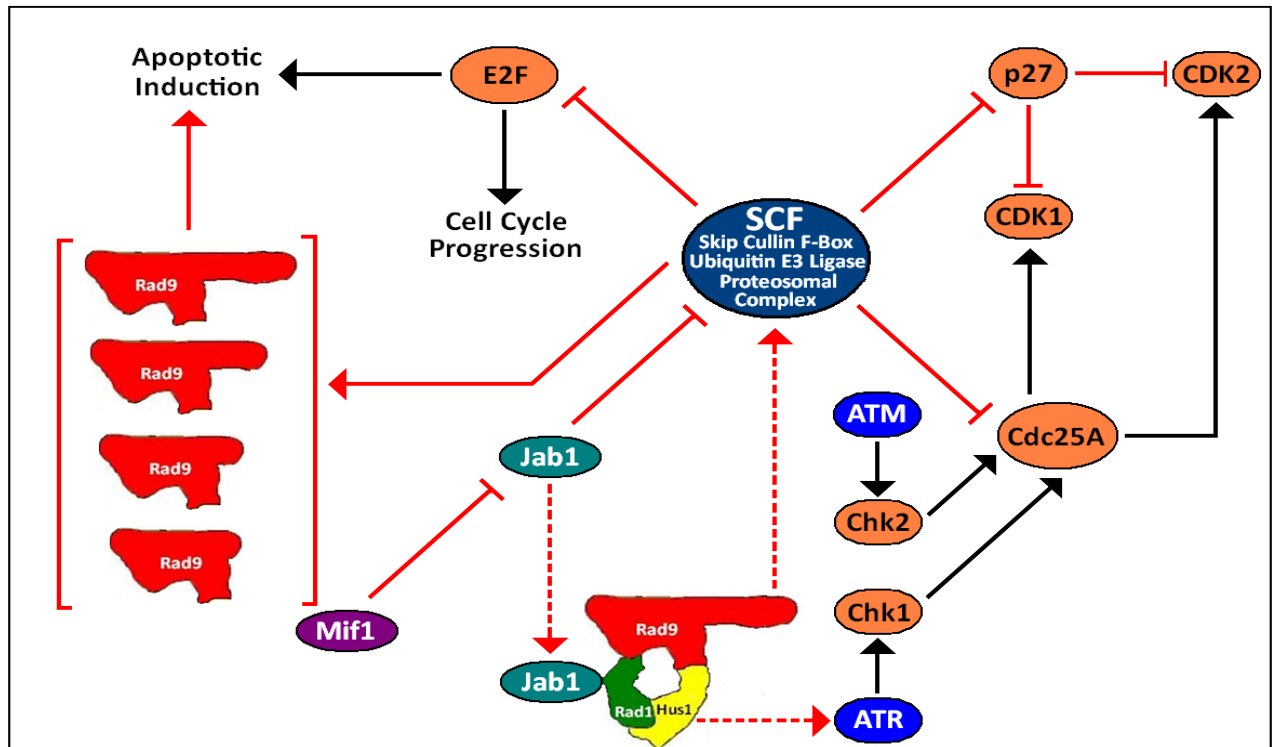 Apoptotic
Induction
E2F
p27
CDK2
Cell Cycle
Progression
SCF
Skip Cullin F-Box
Ubiquitin E3 Ligase
Proteosomal
Complex
CDK1
Rad9
Rad9
Rad9
Rad9
Jab1
ATM
Cdc25A
Chk2
Mif1
Chk1
Rad9
Jab1
Rad1
Hus1
ATR